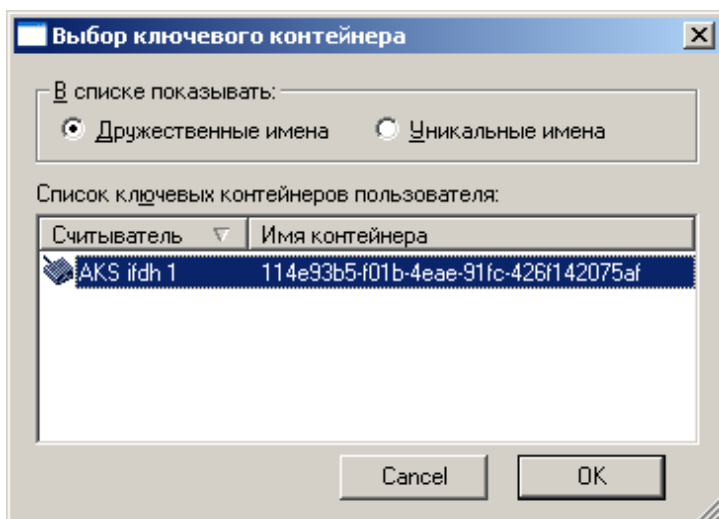 Выбор ключевого контейнера
В списке показывать:
Дружественные имена Уникальные имена
Список ключевых контейнеров пользователя:
Считыватель Имя контейнера
AKS ifdh 1 114e93b5-f01b-4eae-91fc-426f142075af
Cancel OK